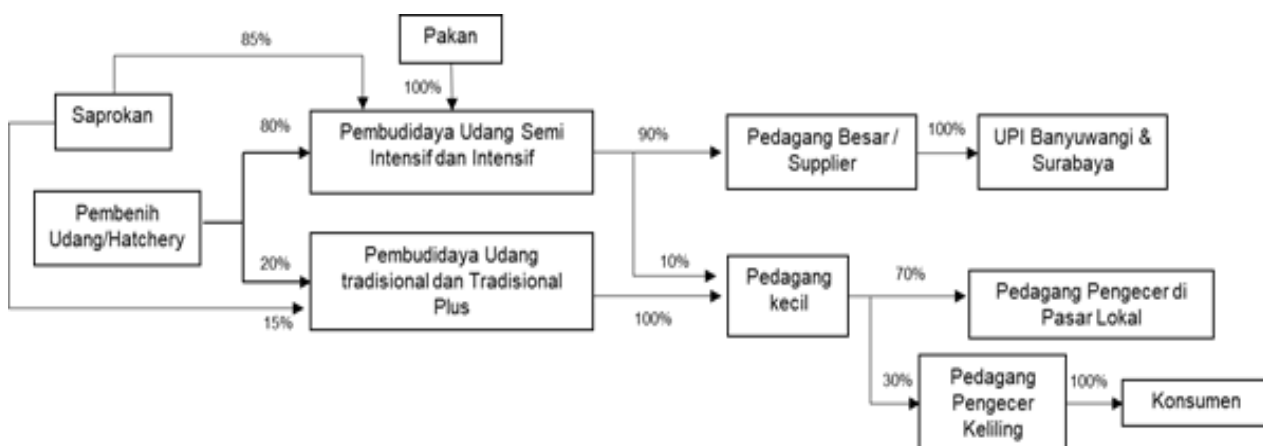 Pakan
85%
100%
Saprokan
80%
Pembudidaya Udang Semi
Intensif dan Intensif
90%
Pedagang Besar /
Supplier
100%
UPI Banyuwangi &
Surabaya
Pembenih
Udang/Hatchery
20%
Pembudidaya Udang
tradisional dan Tradisional
Plus
15%
10%
100%
Pedagang
kecil
70%
Pedagang Pengecer di
Pasar Lokal
30%
Pedagang
Pengecer
Keliling
100%
Konsumen